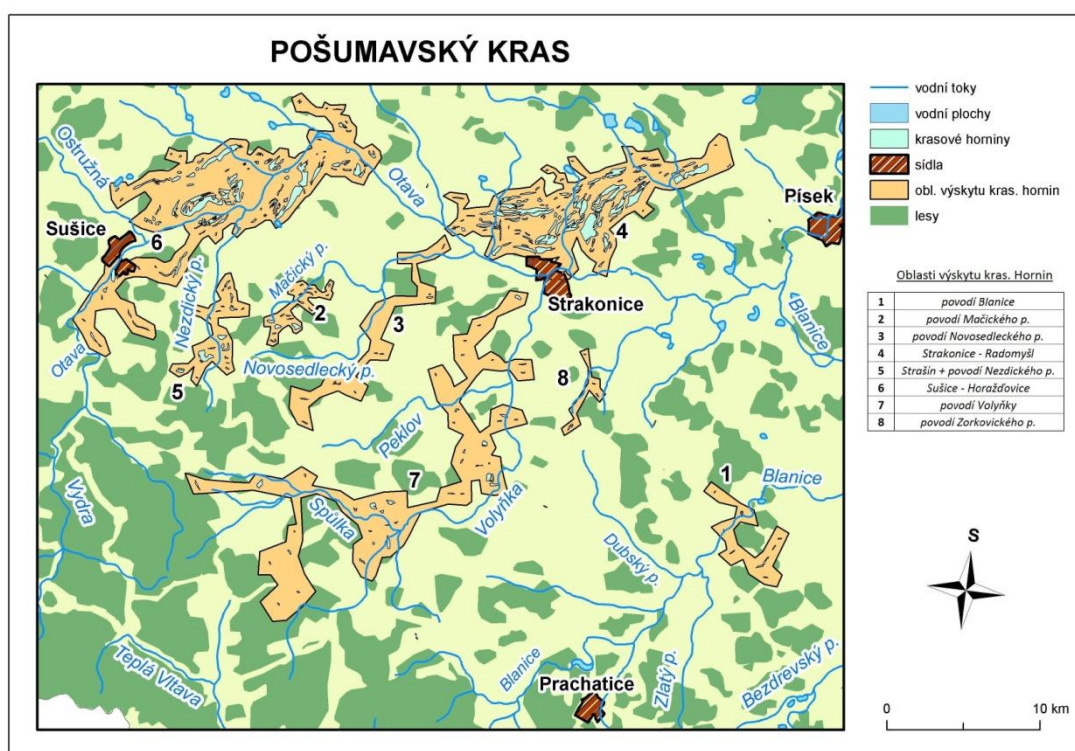 POŠUMAVSKÝ KRAS
Ostružná
Otava
Sušice
6
Nezdický p.
Mačický p.
2
3
4
Strakonice
Písek
Blanice
Otava
5
Novosedlecký p.
8
Peklov
7
1
Blanice
Vydra
Spůlka
Volyňka
Dubský p.
Teplá Vltava
Blanice
Prachatice
Zlatý p.
Bezdrevský p.
vodní toky
vodní plochy
krasové horniny
sídla
obl. výskytu kras. hornin
lesy
Oblasti výskytu kras. Hornin
1 povodí Blanice
2 povodí Mačického p.
3 povodí Novosedleckého p.
4 Strakonice - Radomyšl
5 Strašín + povodí Nezdického p.
6 Sušice - Horažďovice
7 povodí Volyňky
8 povodí Zorkovického p.
S
0 10 km